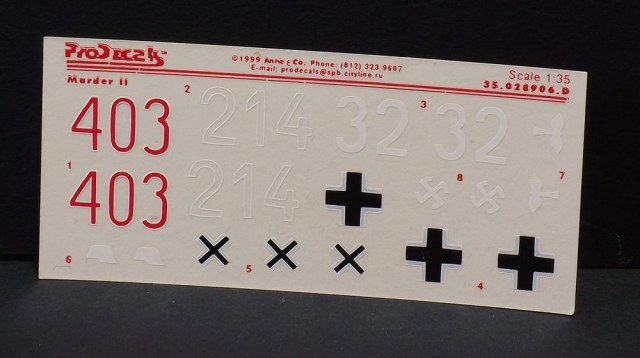 ProDecals™
©1999 Anne & Co. Phone: (812) 323.9607
E-mail: prodecals@spb.cityline.ru
Scale 1:35
35.028906.D
Marder II
2
3
403 214 32 32
1
8
7
403 214
6
5
4